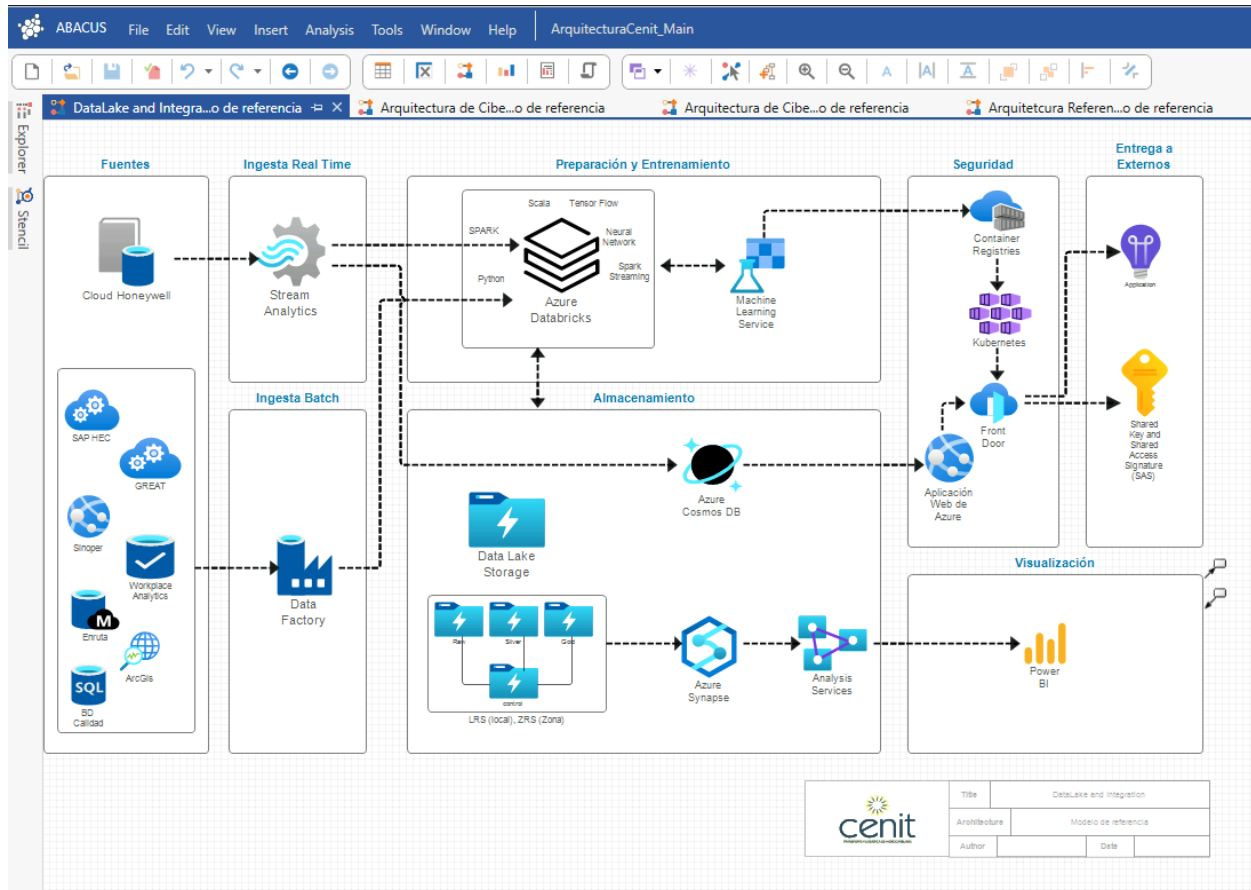 ABACUS File Edit View Insert Analysis Tools Window Help ArquitecturaCenit_Main
DataLake and Integra...o de referencia
Arquitectura de Cibe...o de referencia
Arquitectura de Cibe...o de referencia
Arquitetcura Referen...o de referencia
Explorer
Stencil
Fuentes
Cloud Honeywell
SAP HEC
GREAT
Sinoper
Workplace
Analytics
Enruta
ArcGis
SQL
BD
Calidad
Ingesta Real Time
Stream
Analytics
Ingesta Batch
Data
Factory
Preparación y Entrenamiento
Scala
Tensor Flow
SPARK
Neural
Network
Spark
Streaming
Python
Azure
Databricks
Machine
Learning
Service
Almacenamiento
Azure
Cosmos DB
Data Lake
Storage
Raw
Silver
Gold
control
LRS (local), ZRS (Zona)
Azure
Synapse
Analysis
Services
Seguridad
Container
Registries
Kubernetes
Front
Door
Aplicación
Web de
Azure
Entrega a
Externos
Application
Shared
Key and
Shared
Access
Signature
(SAS)
Visualización
Power
BI
cenit
Title
DataLake and Integration
Architecture
Modelo de referencia
Author
Date